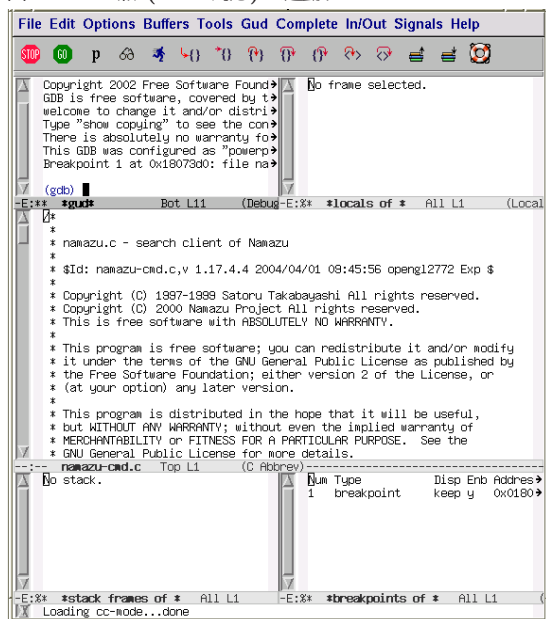 File Edit Options Buffers Tools Gud Complete In/Out Signals Help
STOP GO p
Copyright 2002 Free Software Found
GDB is free software, covered by t
welcome to change it and/or distri
Type "show copying" to see the con
There is absolutely no warranty fo
This GDB was configured as "powerp
Breakpoint 1 at 0x18073d0: file na
(gdb)
-E:** *gud* Bot L11 (Debug
No frame selected.
-E:%* *locals of * All L1 (Local
/*
*
* namazu.c - search client of Namazu
*
* $Id: namazu-cmd.c,v 1.17.4.4 2004/04/01 09:45:56 opengl2772 Exp $
*
* Copyright (C) 1997-1999 Satoru Takabayashi All rights reserved.
* Copyright (C) 2000 Namazu Project All rights reserved.
* This is free software with ABSOLUTELY NO WARRANTY.
*
* This program is free software; you can redistribute it and/or modify
* it under the terms of the GNU General Public License as published by
* the Free Software Foundation; either version 2 of the License, or
* (at your option) any later version.
*
* This program is distributed in the hope that it will be useful,
* but WITHOUT ANY WARRANTY; without even the implied warranty of
* MERCHANTABILITY or FITNESS FOR A PARTICULAR PURPOSE. See the
* GNU General Public License for more details.
--:-- namazu-cmd.c Top L1 (C Abbrev)
No stack.
-E:%* *stack frames of * All L1
Num Type Disp Enb Addres
1 breakpoint keep y 0x0180
-E:%* *breakpoints of * All L1 (
Loading cc-mode...done